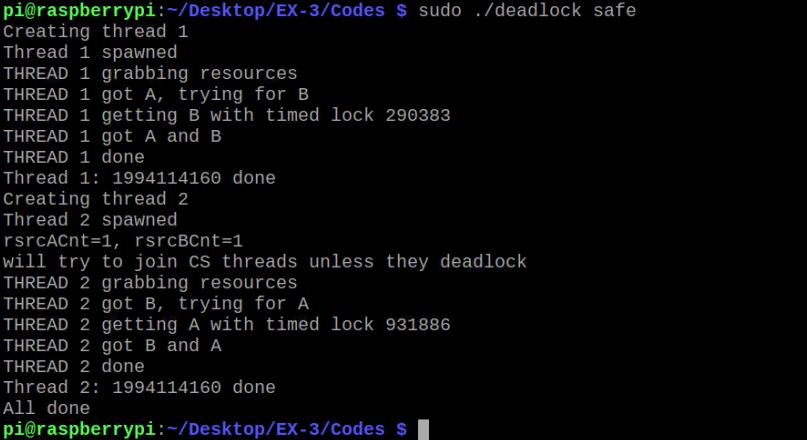 pi@raspberrypi:~/Desktop/EX-3/Codes $ sudo ./deadlock safe
Creating thread 1
Thread 1 spawned
THREAD 1 grabbing resources
THREAD 1 got A, trying for B
THREAD 1 getting B with timed lock 290383
THREAD 1 got A and B
THREAD 1 done
Thread 1: 1994114160 done
Creating thread 2
Thread 2 spawned
rsrcACnt=1, rsrcBCnt=1
will try to join CS threads unless they deadlock
THREAD 2 grabbing resources
THREAD 2 got B, trying for A
THREAD 2 getting A with timed lock 931886
THREAD 2 got B and A
THREAD 2 done
Thread 2: 1994114160 done
All done
pi@raspberrypi:~/Desktop/EX-3/Codes $